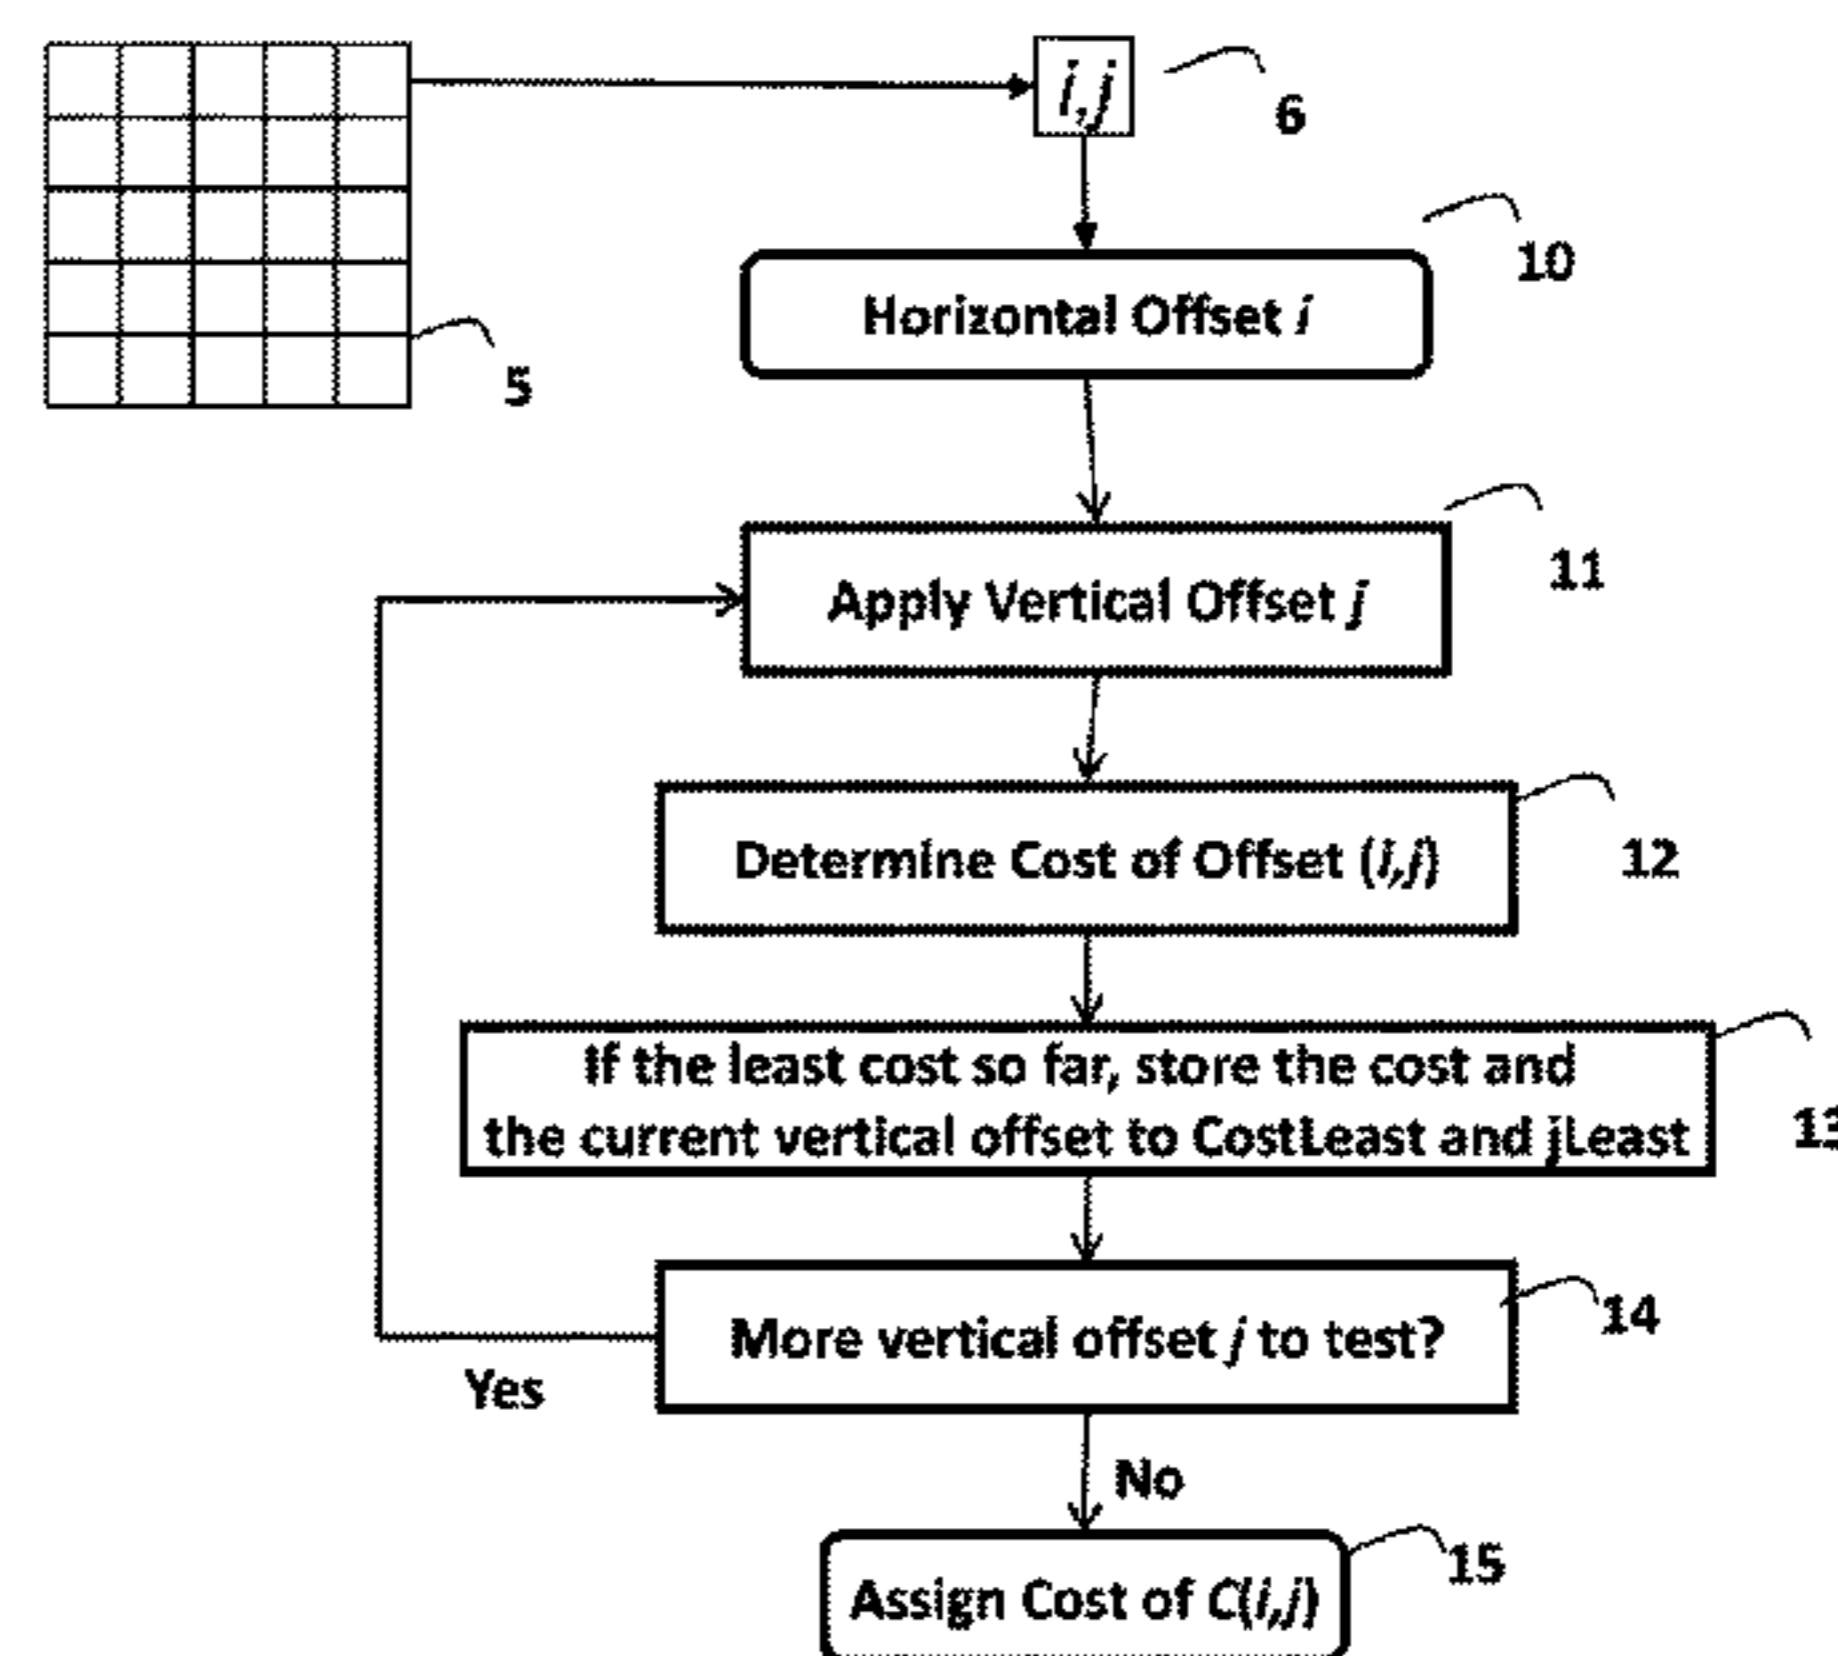 i,j
6
Horizontal Offset i
10
5
Apply Vertical Offset j
11
Determine Cost of Offset (i,j)
12
If the least cost so far, store the cost and
the current vertical offset to CostLeast and jLeast
13
More vertical offset j to test?
14
Yes
No
Assign Cost of C(i,j)
15